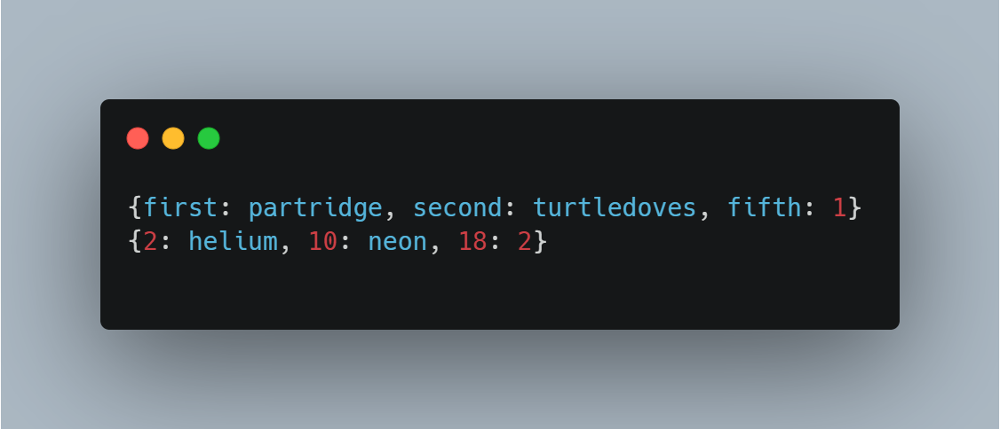 {first: partridge, second: turtledoves, fifth: 1}
{2: helium, 10: neon, 18: 2}